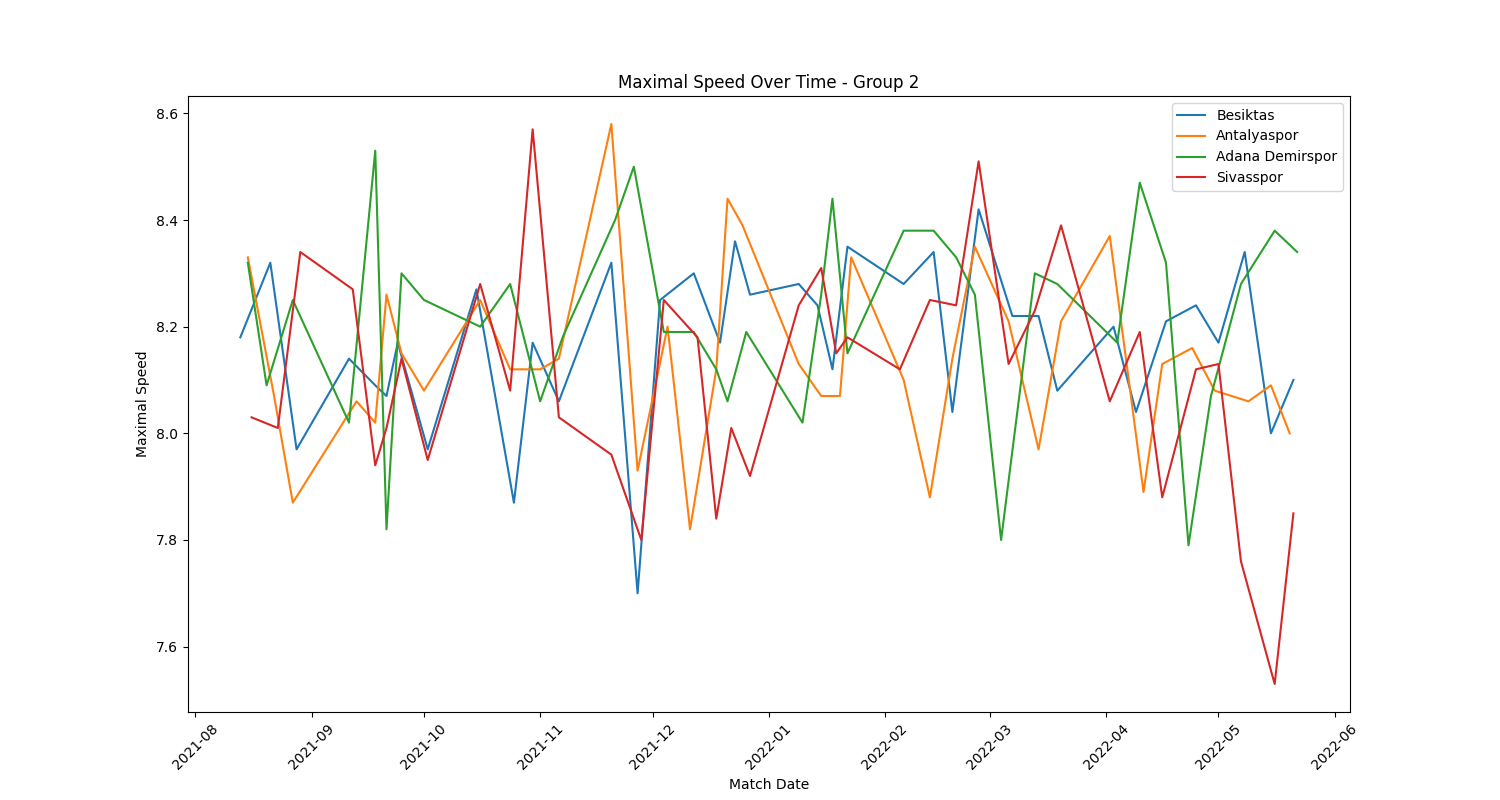 Maximal Speed Over Time - Group 2
Besiktas
Antalyaspor
Adana Demirspor
Sivasspor
Maximal Speed
8.6
8.4
8.2
8.0
7.8
7.6
2021-08
2021-09
2021-10
2021-11
2021-12
2022-01
2022-02
2022-03
2022-04
2022-05
2022-06
Match Date